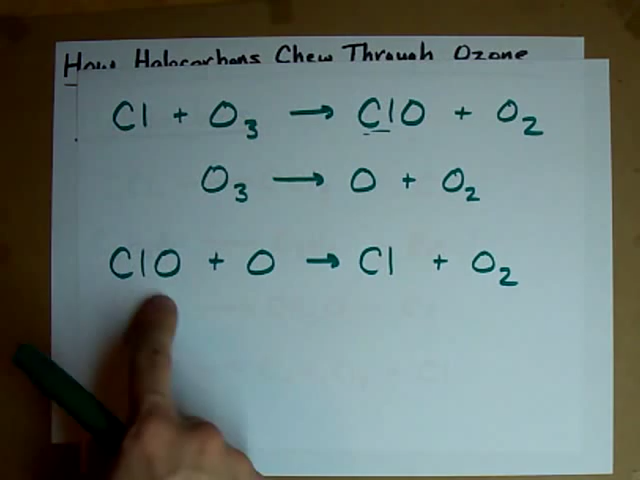 How Halocarbons Chew Through Ozone
Cl + O3 → ClO + O2
O3 → O + O2
ClO + O → Cl + O2